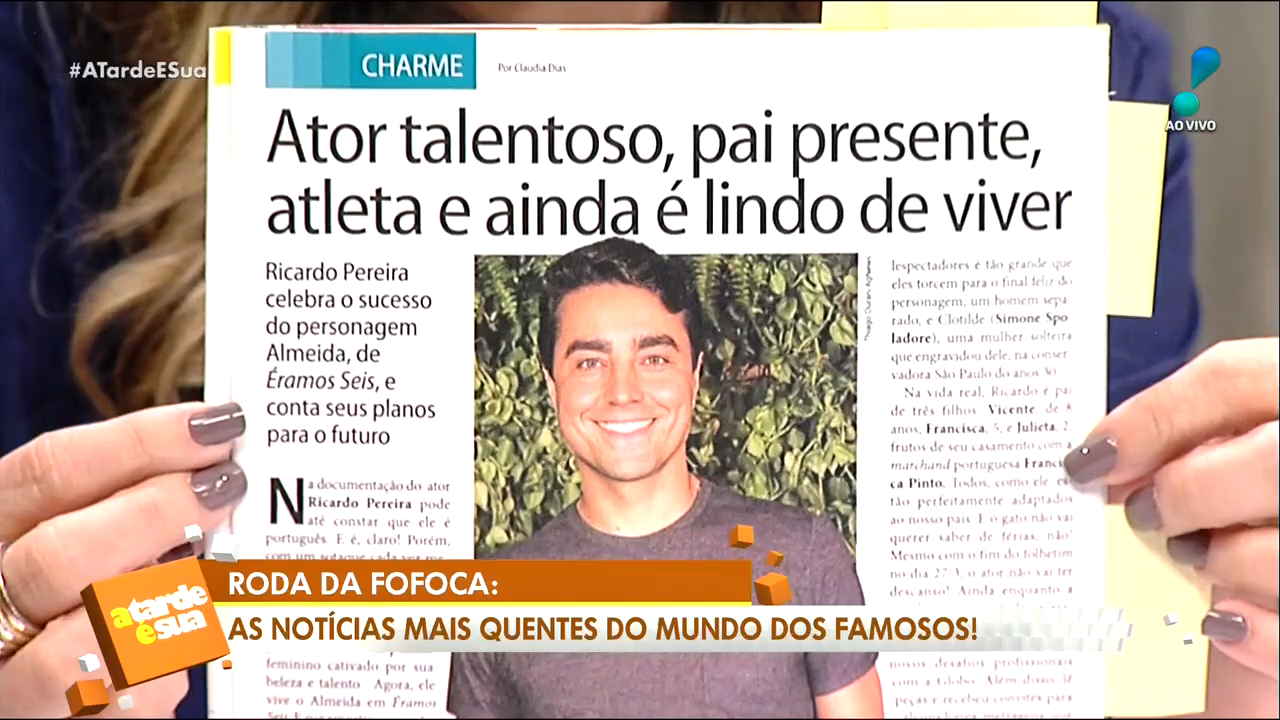 #ATardeESua
CHARME
Por Claudia Dias
AO VIVO
Ator talentoso, pai presente,
atleta e ainda é lindo de viver
Ricardo Pereira
celebra o sucesso
do personagem
Almeida, de
Éramos Seis, e
conta seus planos
para o futuro
Na documentação do ator
Ricardo Pereira pode
até constar que ele é
português. E é, claro! Porém,
com um sotaque cada vez me-
feminino cativado por sua
beleza e talento. Agora, ele
vive o Almeida em Éramos
lespectadores é tão grande que
eles torcem para o final feliz do
personagem, um homem sepa-
rado, e Clotilde (Simone Spo-
ladore), uma mulher solteira
que engravidou dele, na conser-
vadora São Paulo do anos 30.
Na vida real, Ricardo é pai
de três filhos Vicente, de 8
anos, Francisca, 5, e Julieta, 2,
frutos de seu casamento com a
marchand portuguesa Francis-
ca Pinto. Todos, como ele es-
tão perfeitamente adaptados
ao nosso país. E o gato não vai
querer saber de férias, não!
Mesmo com o fim do folhetim
no dia 27/3, o ator não vai ter
descanso! Ainda enquanto a
novos desafios profissionais
com a Globo. Além disso, li
peças e recebeu convites para
a tarde
é sua
RODA DA FOFOCA:
AS NOTÍCIAS MAIS QUENTES DO MUNDO DOS FAMOSOS!